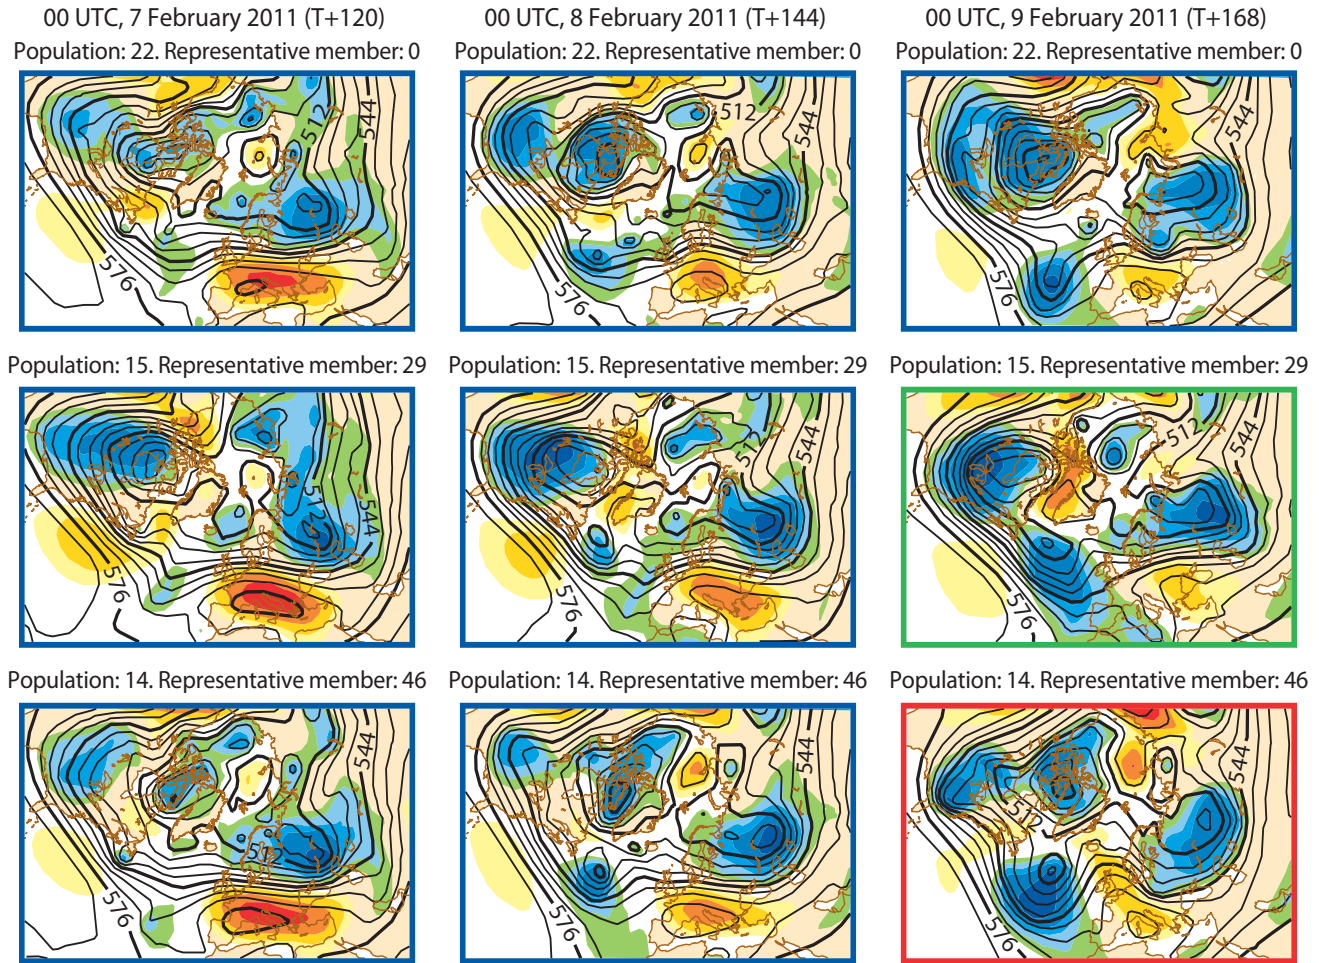 00 UTC, 7 February 2011 (T+120)
00 UTC, 8 February 2011 (T+144)
00 UTC, 9 February 2011 (T+168)
Population: 22. Representative member: 0
Population: 22. Representative member: 0
Population: 22. Representative member: 0
512
544
576
512
544
576
544
576
Population: 15. Representative member: 29
Population: 15. Representative member: 29
Population: 15. Representative member: 29
512
544
576
512
544
576
512
544
576
Population: 14. Representative member: 46
Population: 14. Representative member: 46
Population: 14. Representative member: 46
544
512
576
544
576
544
512
576